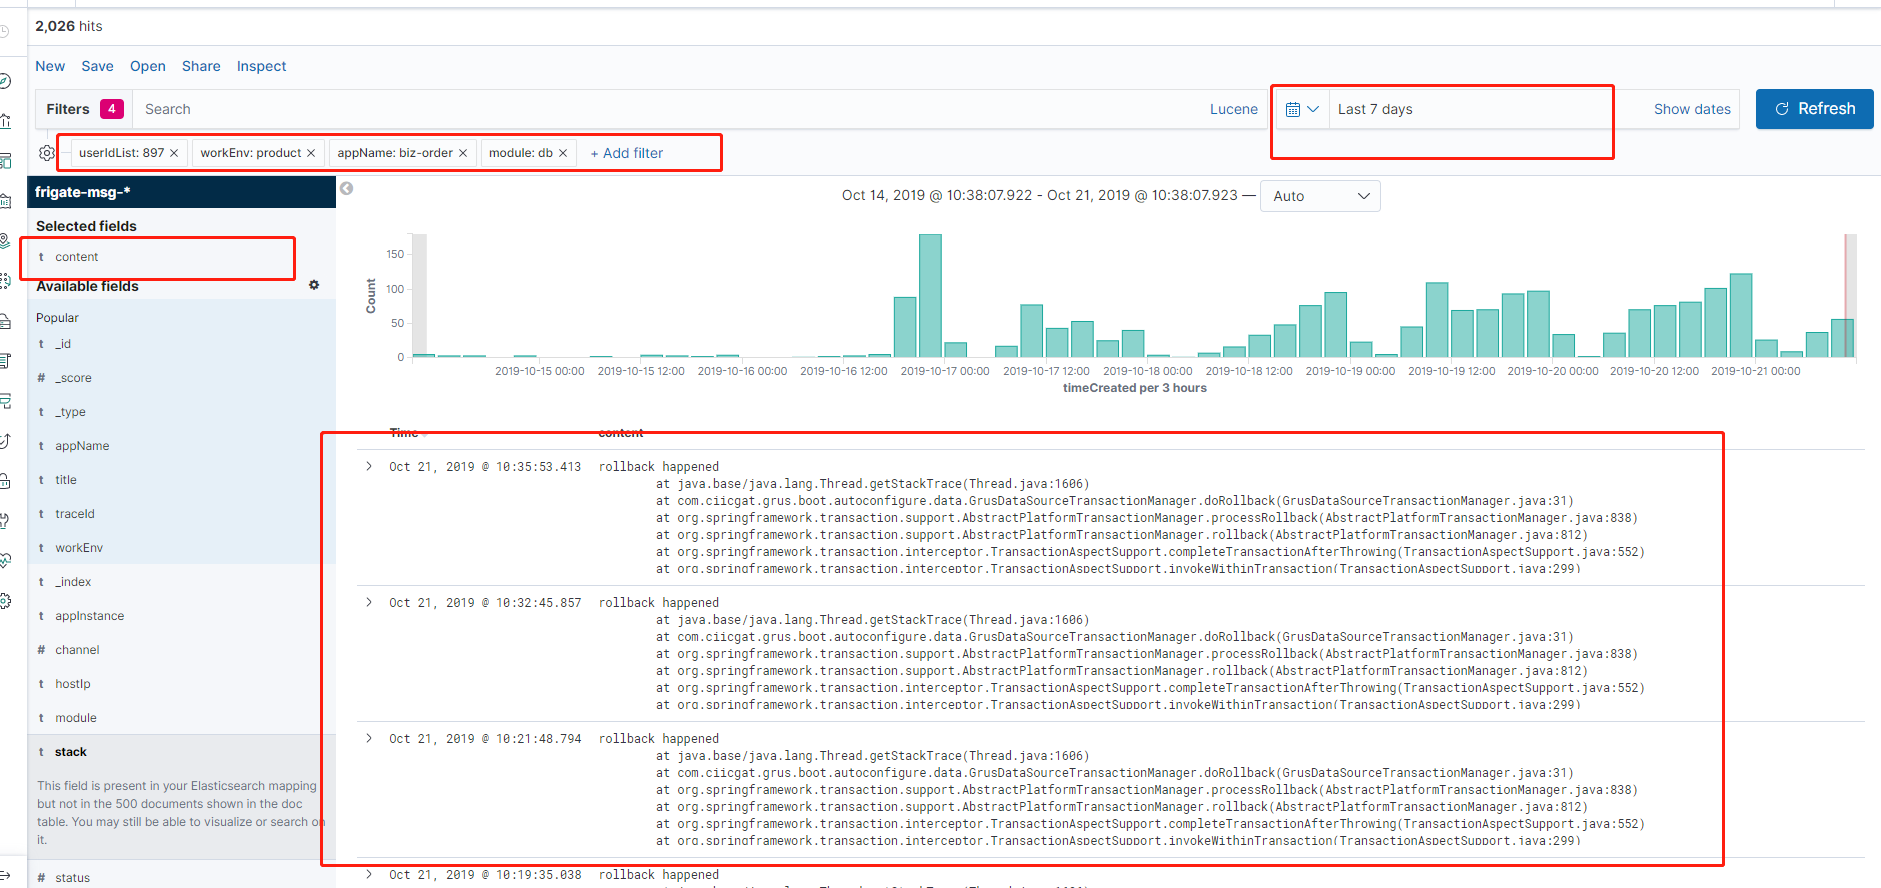 2,026 hits
New Save Open Share Inspect
Filters 4 Search Lucene Last 7 days Show dates Refresh
userIdList: 897 × workEnv: product × appName: biz-order × module: db × + Add filter
frigate-msg-*
Selected fields
t content
Available fields
Popular
t _id
# _score
t _type
t appName
t title
t traceId
t workEnv
t _index
t appInstance
# channel
t hostIp
t module
t stack
This field is present in your Elasticsearch mapping
but not in the 500 documents shown in the doc
table. You may still be able to visualize or search on
it.
# status
Oct 14, 2019 @ 10:38:07.922 - Oct 21, 2019 @ 10:38:07.923 — Auto
150
100
50
0
Count
2019-10-15 00:00 2019-10-15 12:00 2019-10-16 00:00 2019-10-16 12:00 2019-10-17 00:00 2019-10-17 12:00 2019-10-18 00:00 2019-10-18 12:00 2019-10-19 00:00 2019-10-19 12:00 2019-10-20 00:00 2019-10-20 12:00 2019-10-21 00:00
timeCreated per 3 hours
Time content
Oct 21, 2019 @ 10:35:53.413 rollback happened
at java.base/java.lang.Thread.getStackTrace(Thread.java:1606)
at com.ciicgat.grus.boot.autoconfigure.data.GrusDataSourceTransactionManager.doRollback(GrusDataSourceTransactionManager.java:31)
at org.springframework.transaction.support.AbstractPlatformTransactionManager.processRollback(AbstractPlatformTransactionManager.java:838)
at org.springframework.transaction.support.AbstractPlatformTransactionManager.rollback(AbstractPlatformTransactionManager.java:812)
at org.springframework.transaction.interceptor.TransactionAspectSupport.completeTransactionAfterThrowing(TransactionAspectSupport.java:552)
at org.springframework.transaction.interceptor.TransactionAspectSupport.invokeWithinTransaction(TransactionAspectSupport.java:299)
Oct 21, 2019 @ 10:32:45.857 rollback happened
at java.base/java.lang.Thread.getStackTrace(Thread.java:1606)
at com.ciicgat.grus.boot.autoconfigure.data.GrusDataSourceTransactionManager.doRollback(GrusDataSourceTransactionManager.java:31)
at org.springframework.transaction.support.AbstractPlatformTransactionManager.processRollback(AbstractPlatformTransactionManager.java:838)
at org.springframework.transaction.support.AbstractPlatformTransactionManager.rollback(AbstractPlatformTransactionManager.java:812)
at org.springframework.transaction.interceptor.TransactionAspectSupport.completeTransactionAfterThrowing(TransactionAspectSupport.java:552)
at org.springframework.transaction.interceptor.TransactionAspectSupport.invokeWithinTransaction(TransactionAspectSupport.java:299)
Oct 21, 2019 @ 10:21:48.794 rollback happened
at java.base/java.lang.Thread.getStackTrace(Thread.java:1606)
at com.ciicgat.grus.boot.autoconfigure.data.GrusDataSourceTransactionManager.doRollback(GrusDataSourceTransactionManager.java:31)
at org.springframework.transaction.support.AbstractPlatformTransactionManager.processRollback(AbstractPlatformTransactionManager.java:838)
at org.springframework.transaction.support.AbstractPlatformTransactionManager.rollback(AbstractPlatformTransactionManager.java:812)
at org.springframework.transaction.interceptor.TransactionAspectSupport.completeTransactionAfterThrowing(TransactionAspectSupport.java:552)
at org.springframework.transaction.interceptor.TransactionAspectSupport.invokeWithinTransaction(TransactionAspectSupport.java:299)
Oct 21, 2019 @ 10:19:35.038 rollback happened